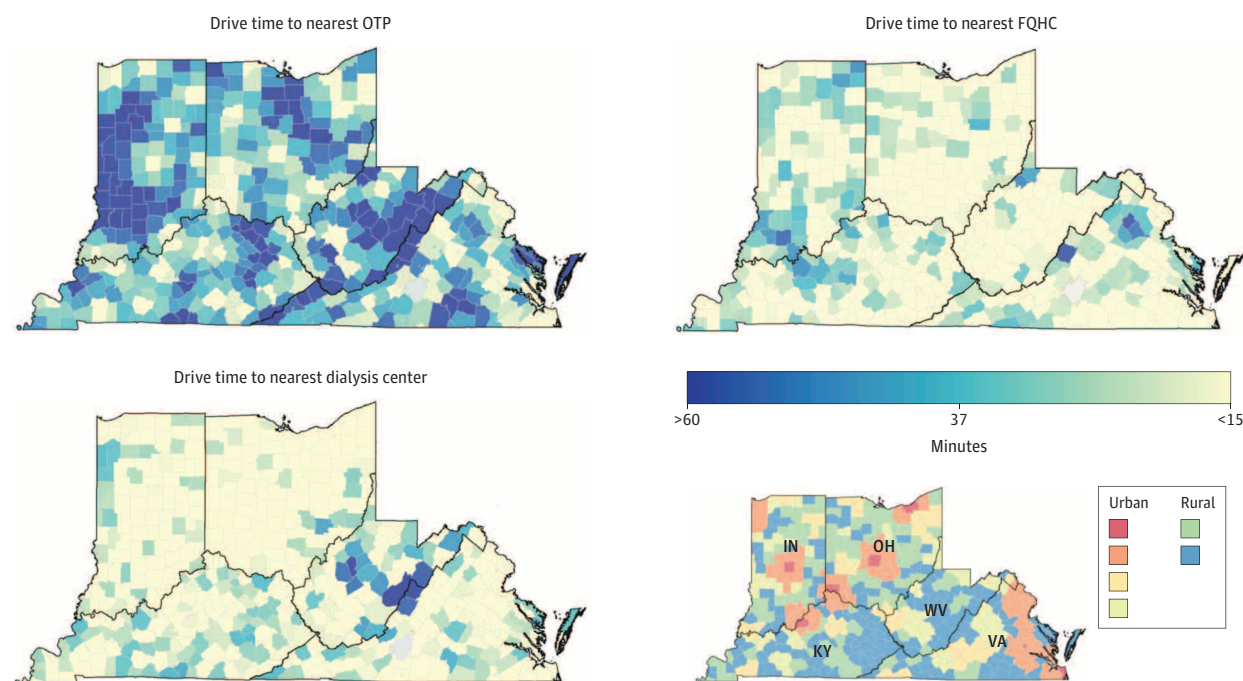 Drive time to nearest OTP
Drive time to nearest FQHC
Drive time to nearest dialysis center
>60
37
<15
Minutes
Urban
Rural
IN
OH
WV
VA
KY